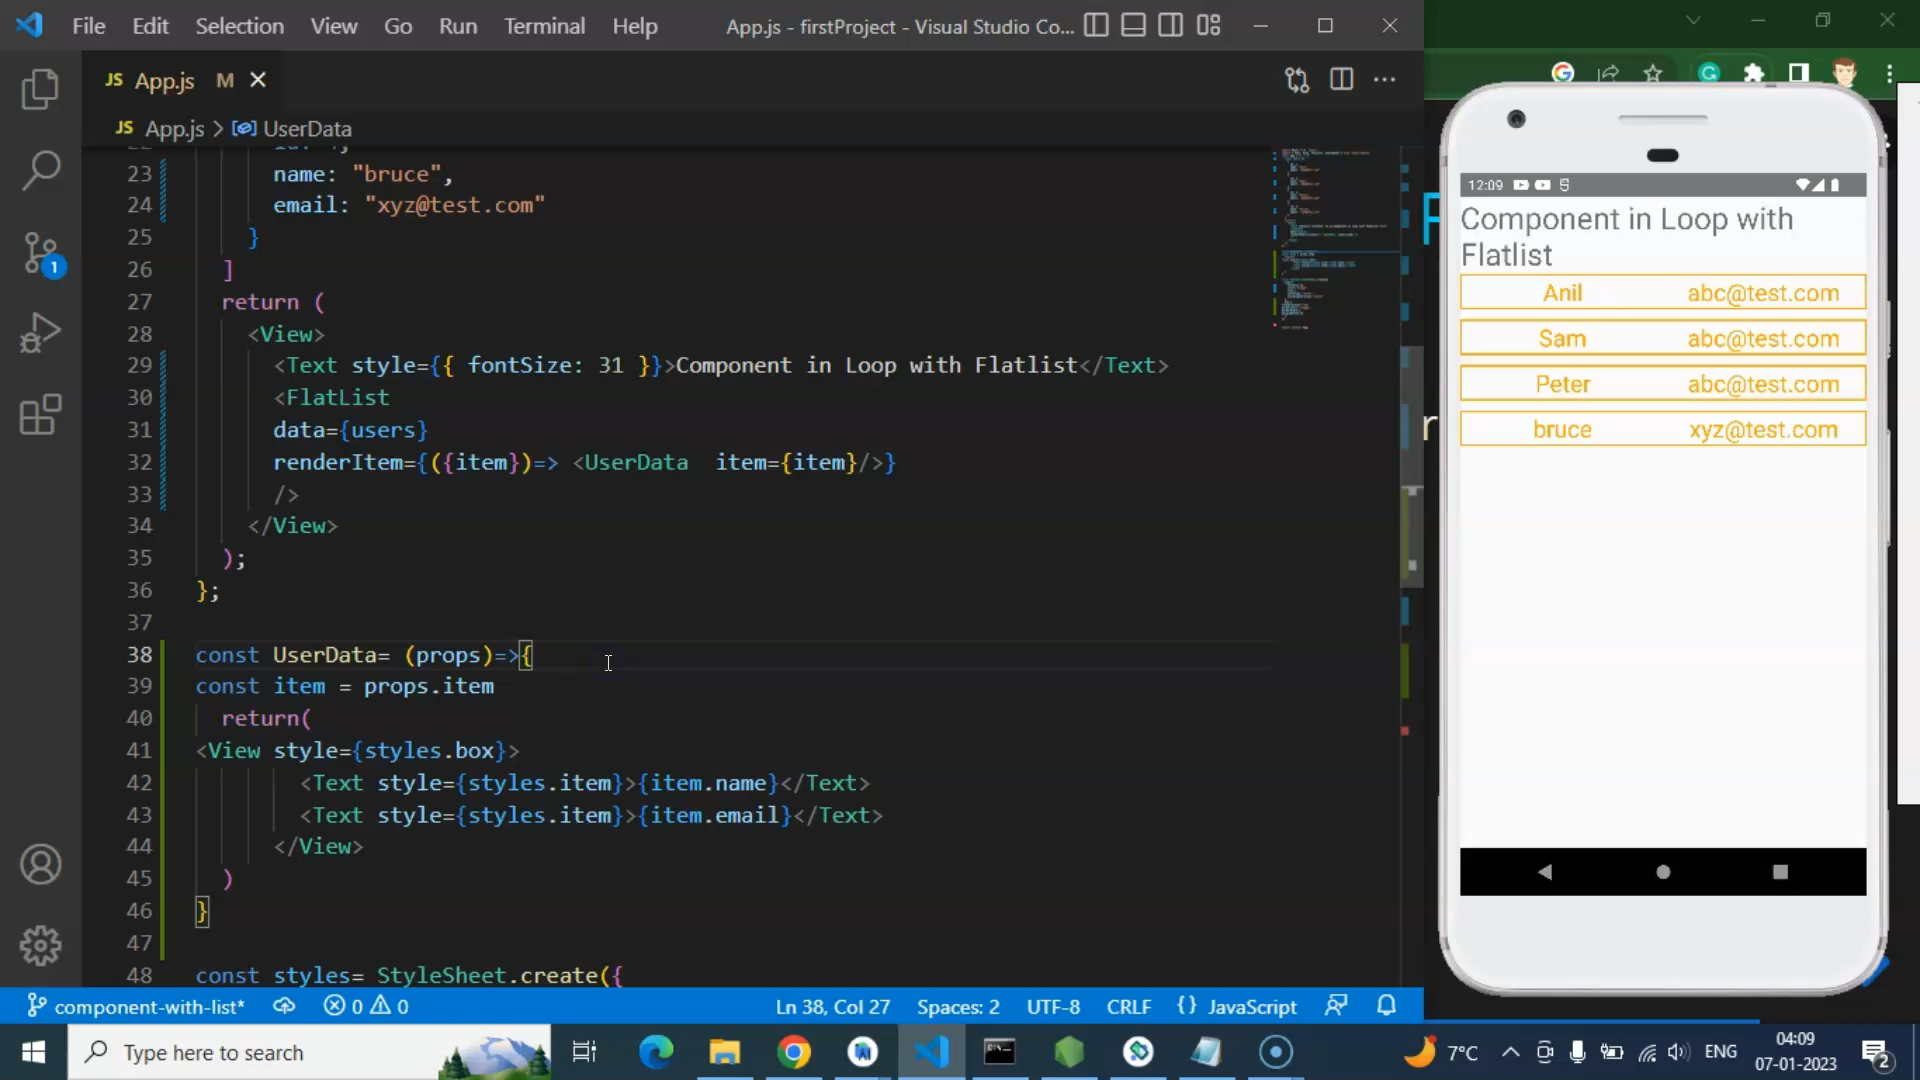 File Edit Selection View Go Run Terminal Help App.js - firstProject - Visual Studio Co...
JS App.js M
JS App.js > UserData
23 name: "bruce",
24 email: "xyz@test.com"
25 }
26 ]
27 return (
28 <View>
29 <Text style={{ fontSize: 31 }}>Component in Loop with Flatlist</Text>
30 <FlatList
31 data={users}
32 renderItem={({item})=> <UserData  item={item}/>}
33 />
34 </View>
35 );
36 };
37
38 const UserData= (props)=>{
39 const item = props.item
40 return(
41 <View style={styles.box}>
42 <Text style={styles.item}>{item.name}</Text>
43 <Text style={styles.item}>{item.email}</Text>
44 </View>
45 )
46 }
47
48 const styles= StyleSheet.create({
1
component-with-list* 0 0 Ln 38, Col 27 Spaces: 2 UTF-8 CRLF {} JavaScript
12:09
Component in Loop with
Flatlist
Anil abc@test.com
Sam abc@test.com
Peter abc@test.com
bruce xyz@test.com
Type here to search
7°C ENG 04:09
07-01-2023
2